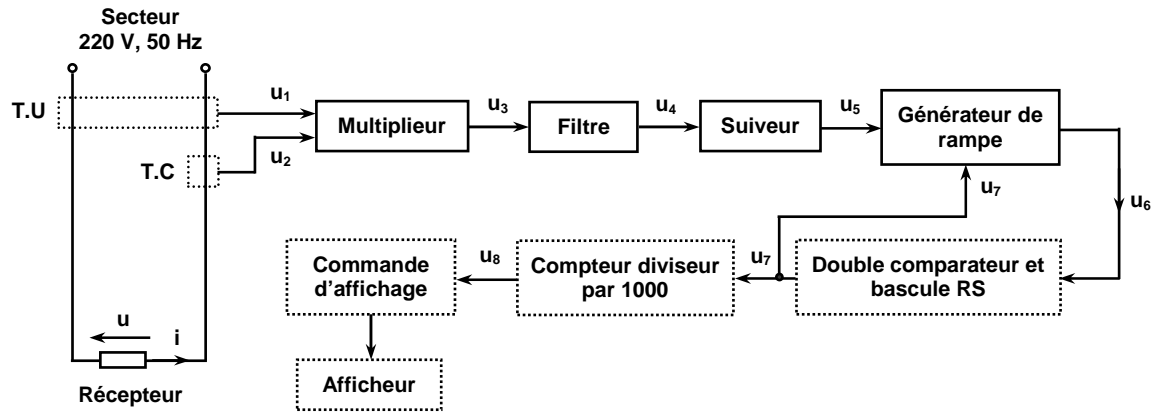 Secteur
220 V, 50 Hz
T.U
u1
Multiplieur
u3
Filtre
u4
Suiveur
u5
Générateur de
rampe
u2
T.C
u7
u6
Commande
d'affichage
u8
Compteur diviseur
par 1000
u7
Double comparateur et
bascule RS
u
i
Récepteur
Afficheur